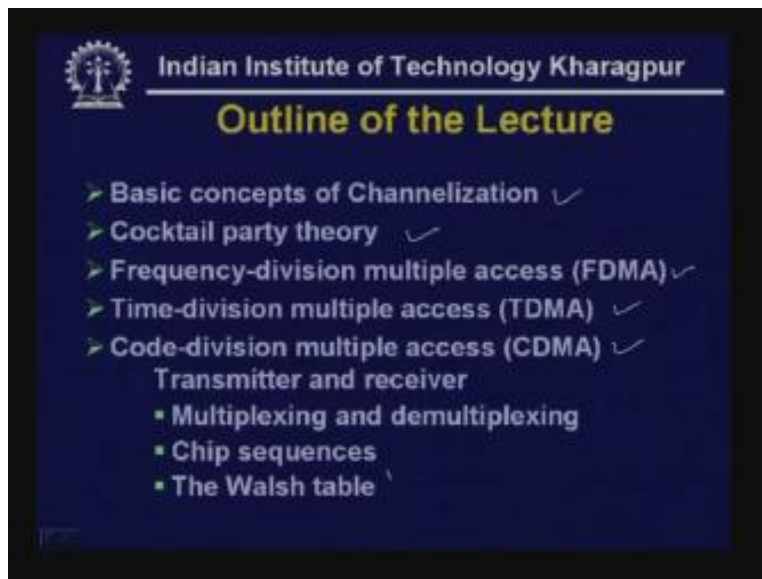 Indian Institute of Technology Kharagpur
Outline of the Lecture
➢ Basic concepts of Channelization ✓
➢ Cocktail party theory ✓
➢ Frequency-division multiple access (FDMA) ✓
➢ Time-division multiple access (TDMA) ✓
➢ Code-division multiple access (CDMA) ✓
Transmitter and receiver
▪ Multiplexing and demultiplexing
▪ Chip sequences
▪ The Walsh table